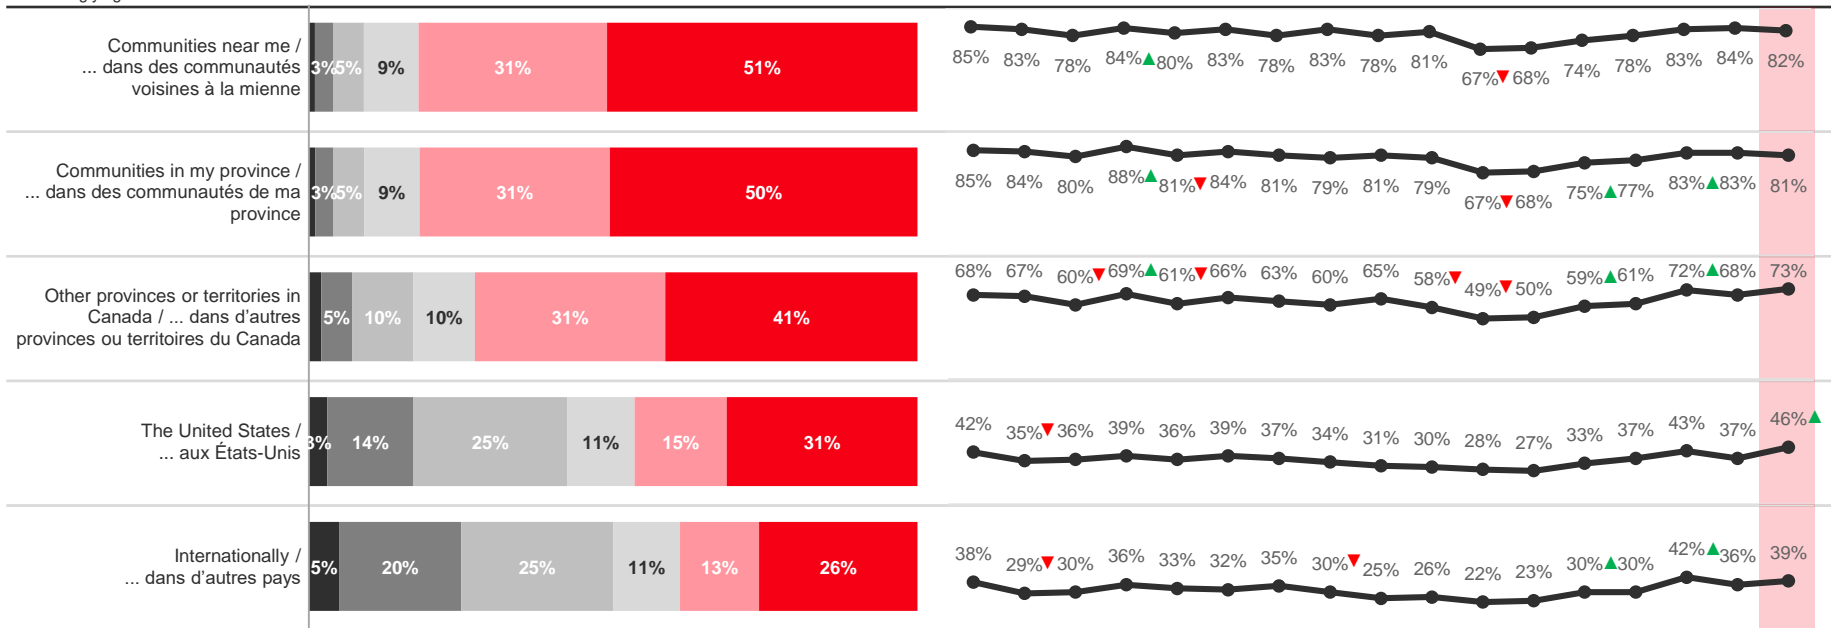 Communities near me /
... dans des communautés
voisines à la mienne
3% 5% 9% 31% 51%
85% 83% 78% 84% 80% 83% 78% 83% 78% 81% 67% 68% 74% 78% 83% 84% 82%
Communities in my province /
... dans des communautés de ma
province
3% 5% 9% 31% 50%
85% 84% 80% 88% 81% 84% 81% 79% 81% 79% 67% 68% 75% 77% 83% 83% 81%
Other provinces or territories in
Canada / ... dans d’autres
provinces ou territoires du Canada
5% 10% 10% 31% 41%
68% 67% 60% 69% 61% 66% 63% 60% 65% 58% 49% 50% 59% 61% 72% 68% 73%
The United States /
... aux États-Unis
3% 14% 25% 11% 15% 31%
42% 35% 36% 39% 36% 39% 37% 34% 31% 30% 28% 27% 33% 37% 43% 37% 46%
Internationally /
... dans d’autres pays
5% 20% 25% 11% 13% 26%
38% 29% 30% 36% 33% 32% 35% 30% 25% 26% 22% 23% 30% 30% 42% 36% 39%